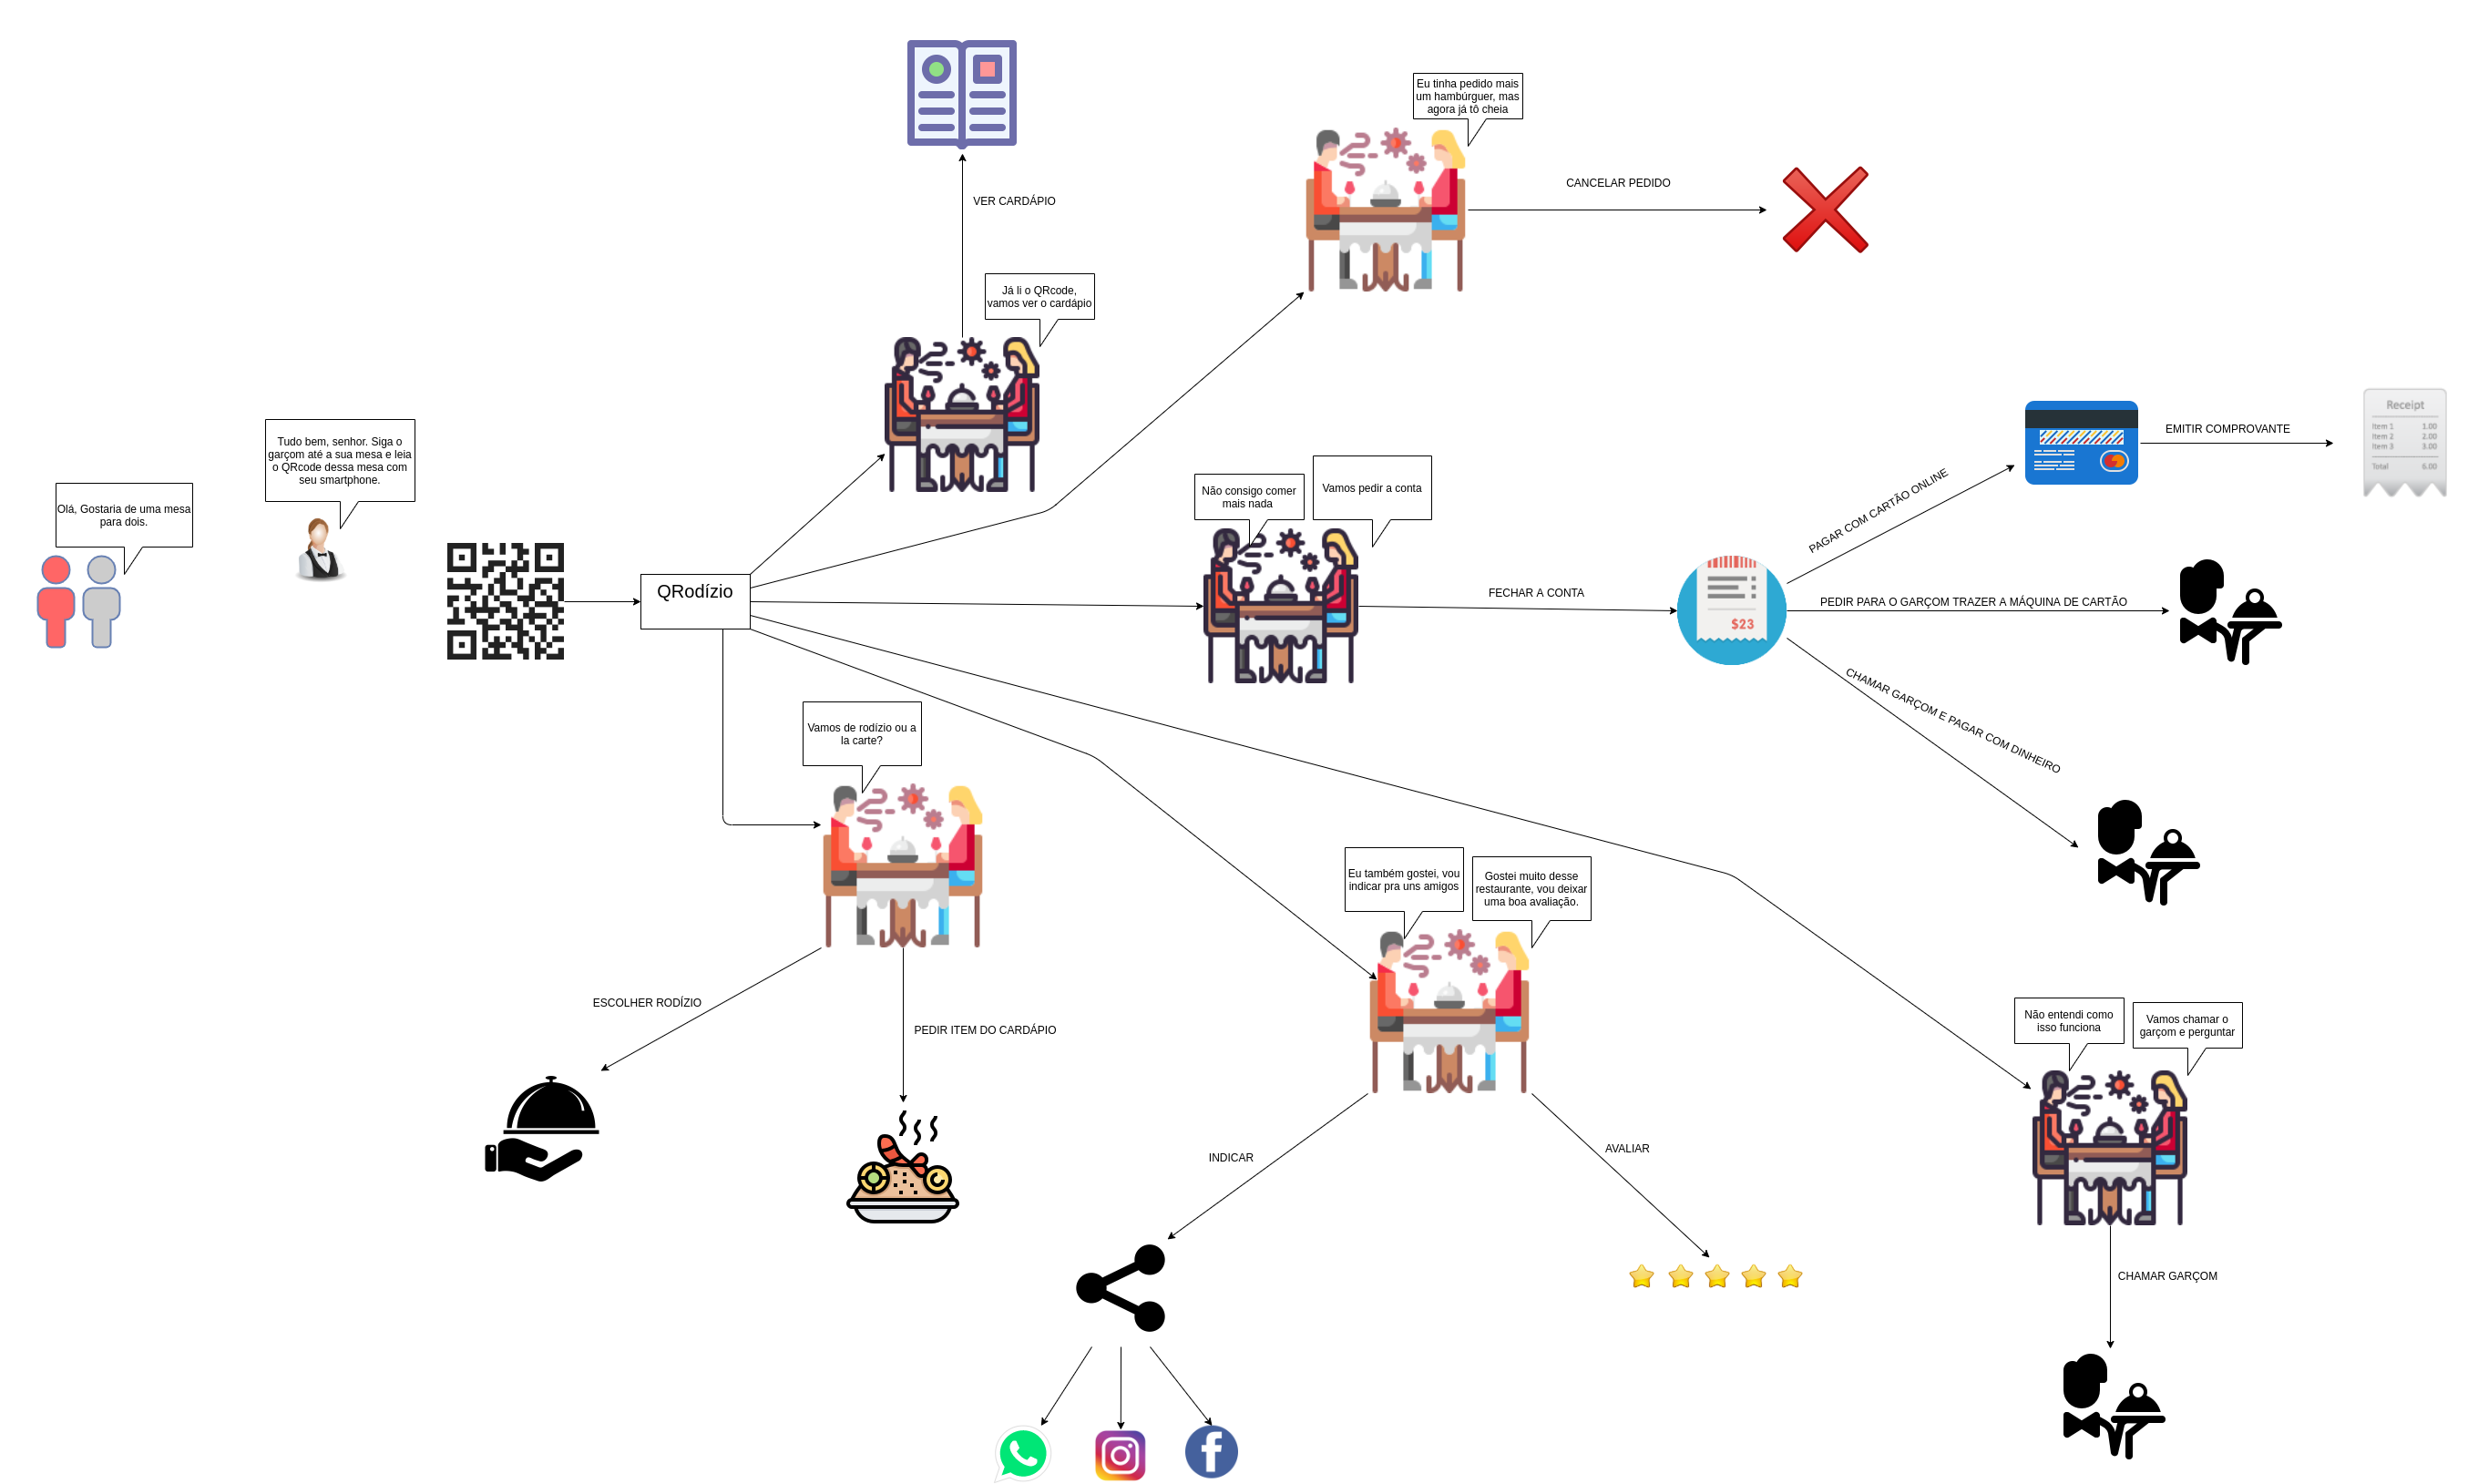 Eu tinha pedido mais
um hambúrguer, mas
agora já tô cheia
CANCELAR PEDIDO
VER CARDÁPIO
Já li o QRcode,
vamos ver o cardápio
Tudo bem, senhor. Siga o
garçom até a sua mesa e leia
o QRcode dessa mesa com
seu smartphone.
Olá, Gostaria de uma mesa
para dois.
QRodízio
Não consigo comer
mais nada
Vamos pedir a conta
FECHAR A CONTA
$23
PAGAR COM CARTÃO ONLINE
EMITIR COMPROVANTE
Receipt
Item 1 1.00
Item 2 2.00
Item 3 3.00
Total 6.00
PEDIR PARA O GARÇOM TRAZER A MÁQUINA DE CARTÃO
CHAMAR GARÇOM E PAGAR COM DINHEIRO
Vamos de rodízio ou a
la carte?
ESCOLHER RODÍZIO
PEDIR ITEM DO CARDÁPIO
Eu também gostei, vou
indicar pra uns amigos
Gostei muito desse
restaurante, vou deixar
uma boa avaliação.
INDICAR
AVALIAR
Não entendi como
isso funciona
Vamos chamar o
garçom e perguntar
CHAMAR GARÇOM